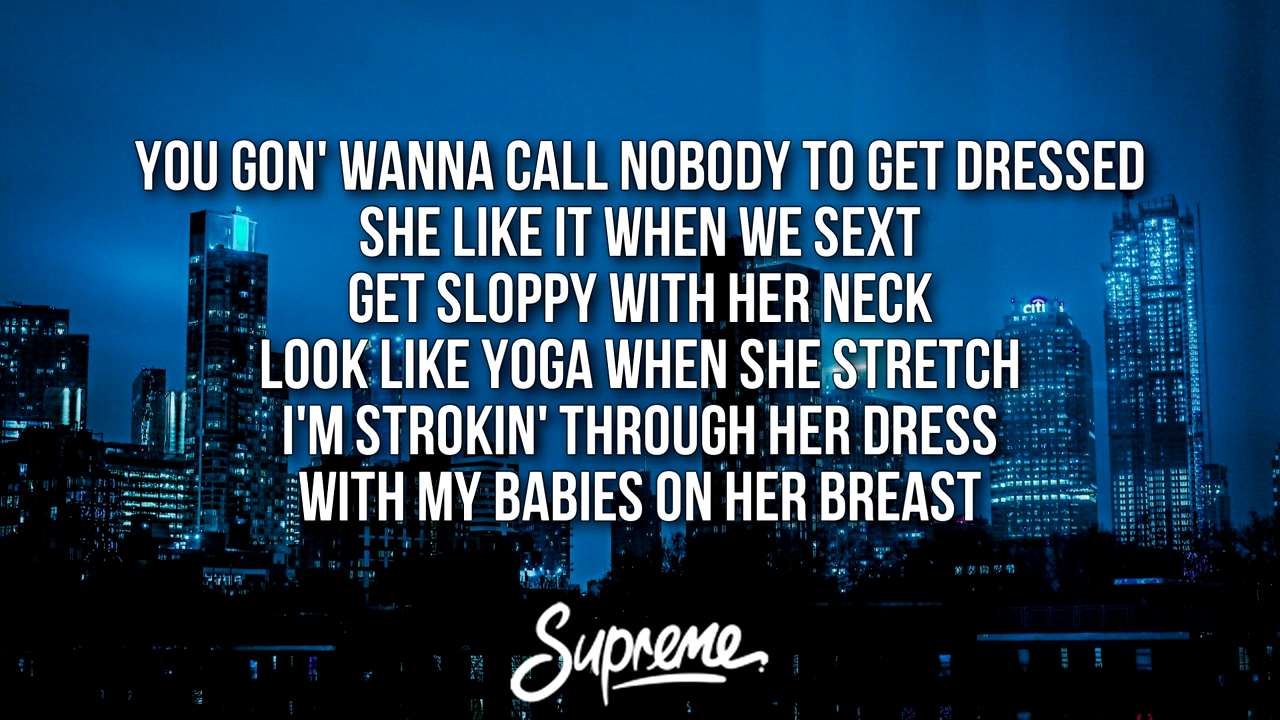 YOU GON' WANNA CALL NOBODY TO GET DRESSED
SHE LIKE IT WHEN WE SEXT
GET SLOPPY WITH HER NECK
LOOK LIKE YOGA WHEN SHE STRETCH
I'M STROKIN' THROUGH HER DRESS
WITH MY BABIES ON HER BREAST
citi
Supreme.